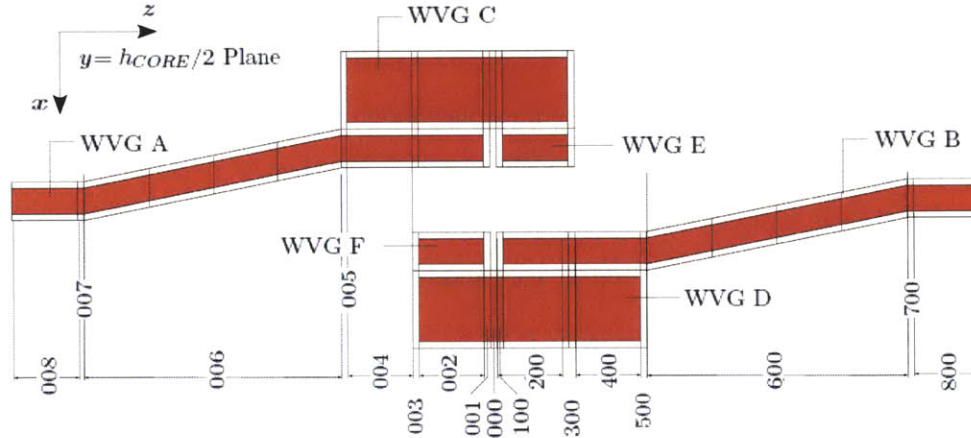 z
WVG C
y= hCORE/2 Plane
x
WVG A
WVG E
WVG B
WVG F
WVG D
008
007
006
005
004
003
002
001
000
100
200
300
400
500
600
700
800